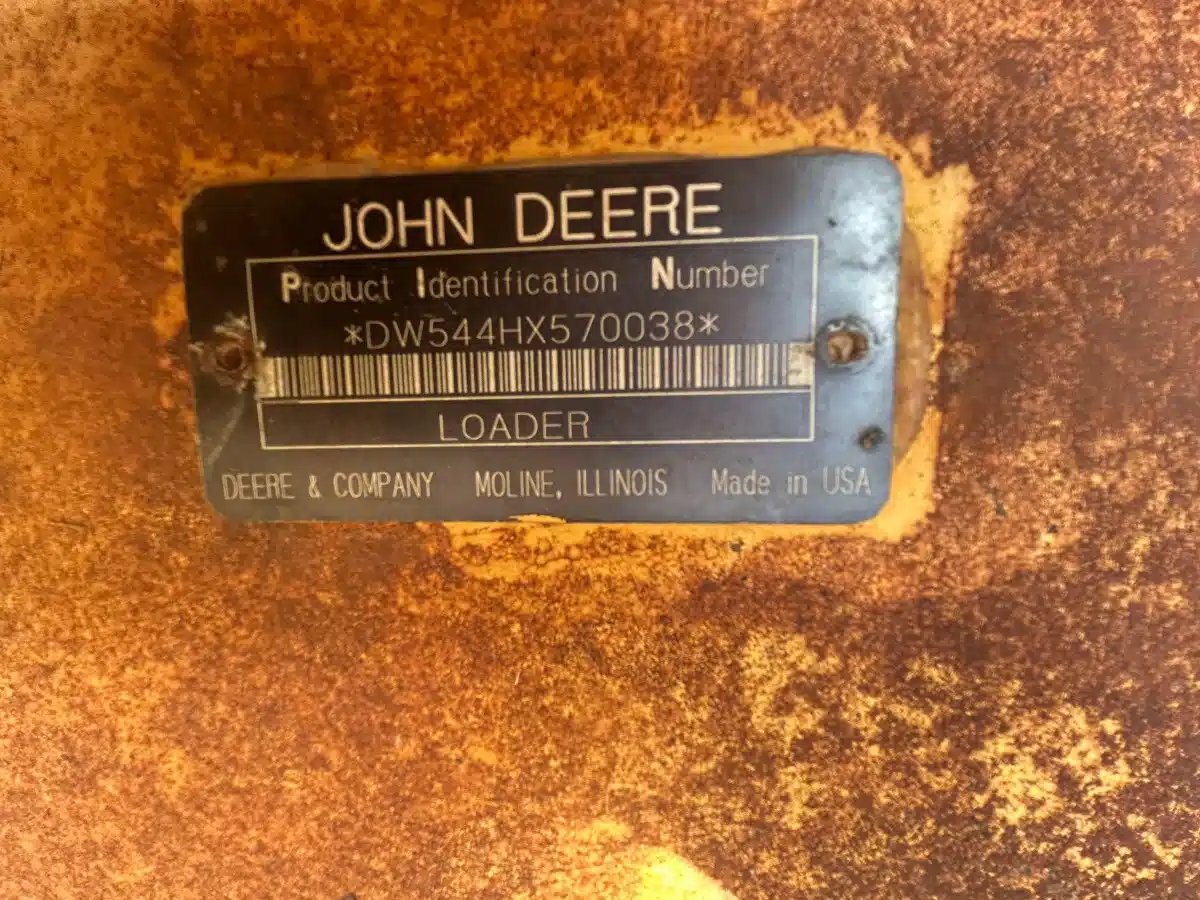 JOHN DEERE
Product Identification Number
*DW544HX570038*
LOADER
DEERE & COMPANY MOLINE, ILLINOIS Made in USA